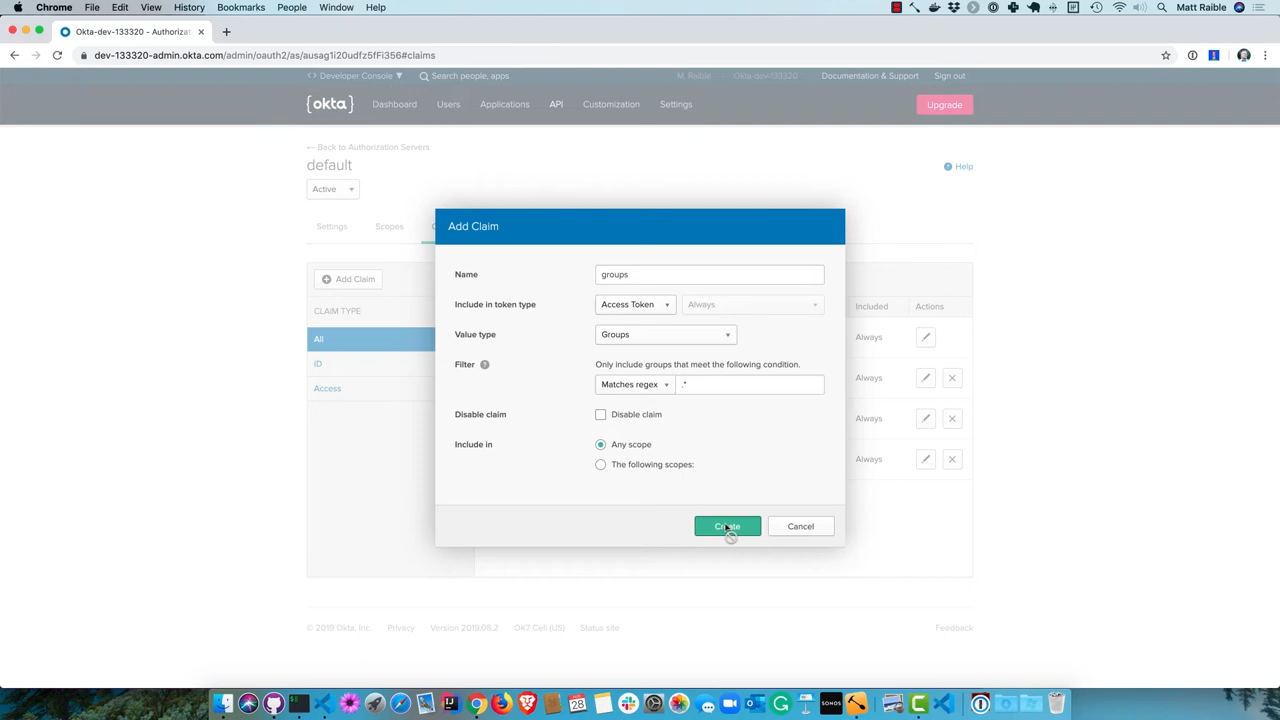 Chrome File Edit View History Bookmarks People Window Help Matt Raible
Okta-dev-133320 - Authorizat
dev-133320-admin.okta.com/admin/oauth2/as/ausag1i20udfz5fFi356#claims
<> Developer Console Search people, apps M. Raible Okta-dev-133320 Documentation & Support Sign out
{okta} Dashboard Users Applications API Customization Settings Upgrade
← Back to Authorization Servers
default
Help
Active
Settings Scopes
Add Claim
Add Claim
CLAIM TYPE
Included Actions
All
ID
Access
Always
Always
Always
Always
Name groups
Include in token type Access Token Always
Value type Groups
Filter ? Only include groups that meet the following condition.
Matches regex .*
Disable claim Disable claim
Include in Any scope
The following scopes:
Create Cancel
© 2019 Okta, Inc. Privacy Version 2019.08.2 OK7 Cell (US) Status site Feedback
28
SONOS